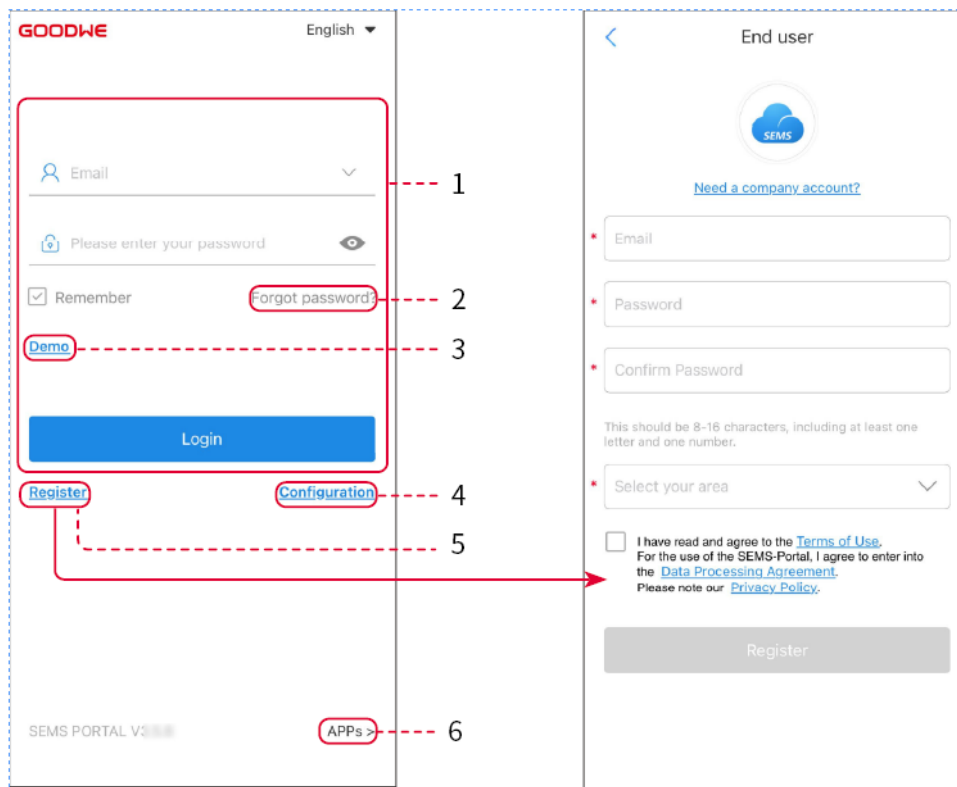 GOODWE
English
Email
1
Please enter your password
Remember
Forgot password?
2
Demo
3
Login
Register
Configuration
4
5
SEMS PORTAL
APPs >
6
End user
SEMS
Need a company account?
* Email
* Password
* Confirm Password
This should be 8-16 characters, including at least one
letter and one number.
* Select your area
I have read and agree to the Terms of Use.
For the use of the SEMS-Portal, I agree to enter into
the Data Processing Agreement.
Please note our Privacy Policy.
Register